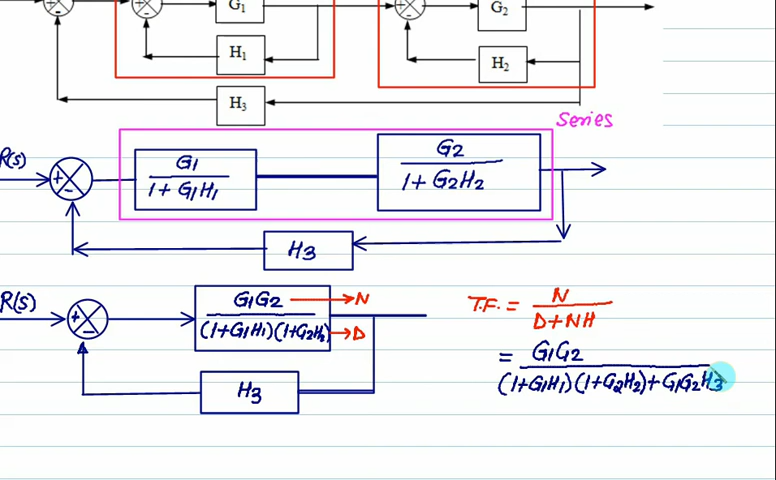 + - + - G₁ + - G₂
H₁ H₂
H₃
Series
R(s) + - G1 / 1 + G1H1 G2 / 1 + G2H2
H3
R(s) + - G1G2 → N
(1+G1H1)(1+G2H2) → D
H3
T.F. = N / D+NH
= G1G2 / (1+G1H1)(1+G2H2)+G1G2H3